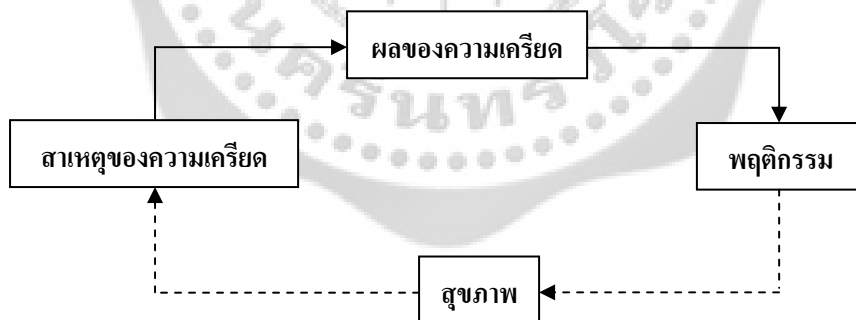 ผลของความเครียด
สาเหตุของความเครียด
พฤติกรรม
สุขภาพ